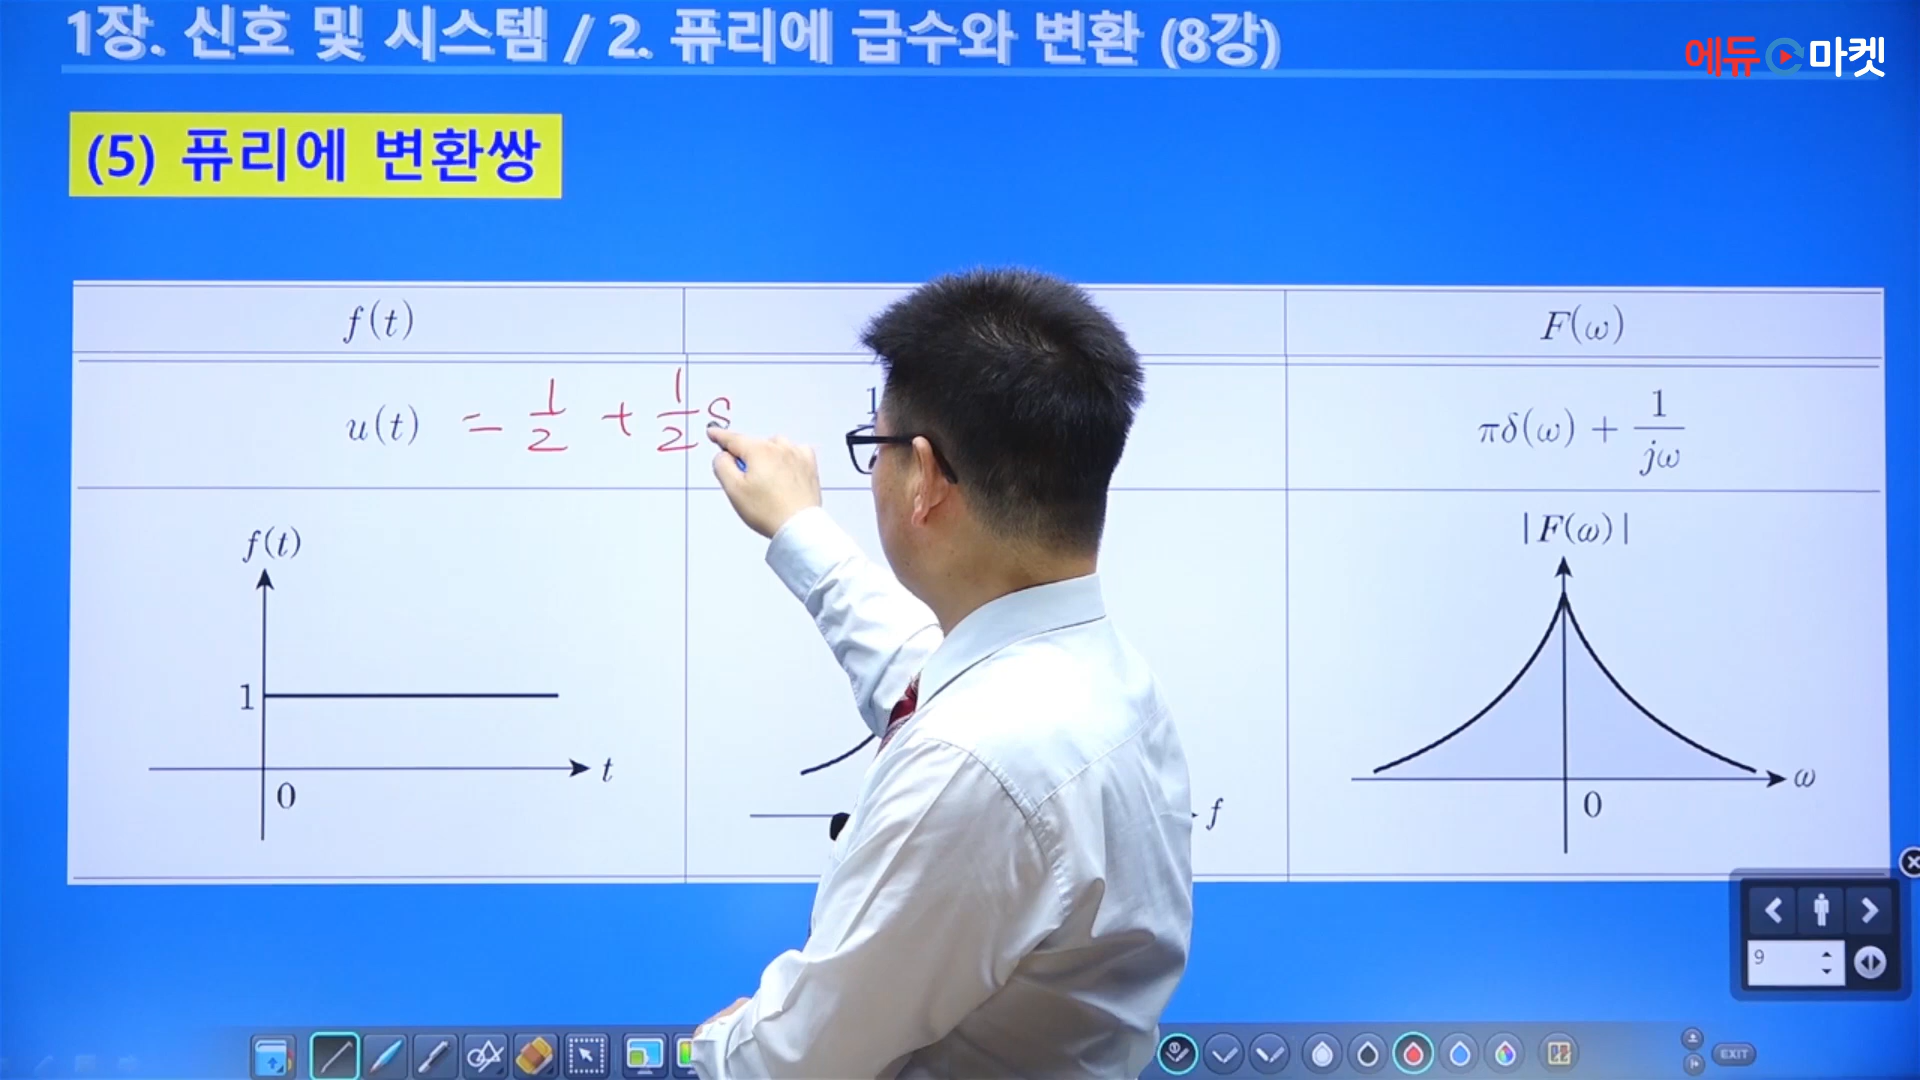 1장. 신호 및 시스템 / 2. 퓨리에 급수와 변환 (8강)
에듀 마켓
(5) 퓨리에 변환쌍
f(t)
F(ω)
u(t) = 1/2 + 1/2 s
1
πδ(ω) + 1/jω
f(t)
1
0
t
f
|F(ω)|
0
ω
9
EXIT